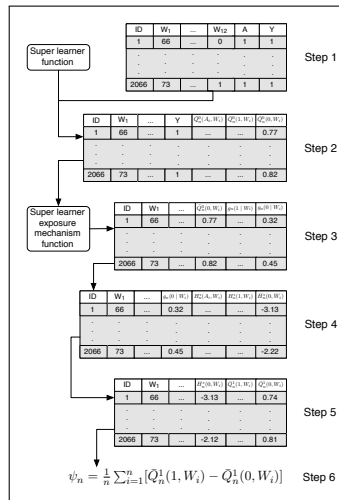 ID W₁ ... W₁₂ A Y
1 66 ... 0 1 1
. . . . .
. . . . .
. . . . .
2066 73 ... 1 1 1
Super learner function
Step 1
ID W₁ ... Y Q̄⁰ₙ(Aᵢ, Wᵢ) Q̄⁰ₙ(1, Wᵢ) Q̄⁰ₙ(0, Wᵢ)
1 66 ... 1 ... ... 0.77
. . . . . .
. . . . . .
. . . . . .
2066 73 ... 1 ... ... 0.82
Step 2
Super learner exposure mechanism function
ID W₁ ... Q̄⁰ₙ(0, Wᵢ) gₙ(1 | Wᵢ) gₙ(0 | Wᵢ)
1 66 ... 0.77 ... 0.32
. . . . .
. . . . .
. . . . .
2066 73 ... 0.82 ... 0.45
Step 3
ID W₁ ... gₙ(0 | Wᵢ) H*ₙ(Aᵢ, Wᵢ) H*ₙ(1, Wᵢ) H*ₙ(0, Wᵢ)
1 66 ... 0.32 ... ... -3.13
. . . . . .
. . . . . .
. . . . . .
2066 73 ... 0.45 ... ... -2.22
Step 4
ID W₁ ... H*ₙ(0, Wᵢ) Q̄¹ₙ(1, Wᵢ) Q̄¹ₙ(0, Wᵢ)
1 66 ... -3.13 ... 0.74
. . . . .
. . . . .
. . . . .
2066 73 ... -2.12 ... 0.81
Step 5
ψₙ = 1/n ∑ⁿᵢ₌₁[Q̄¹ₙ(1, Wᵢ) − Q̄¹ₙ(0, Wᵢ)] Step 6